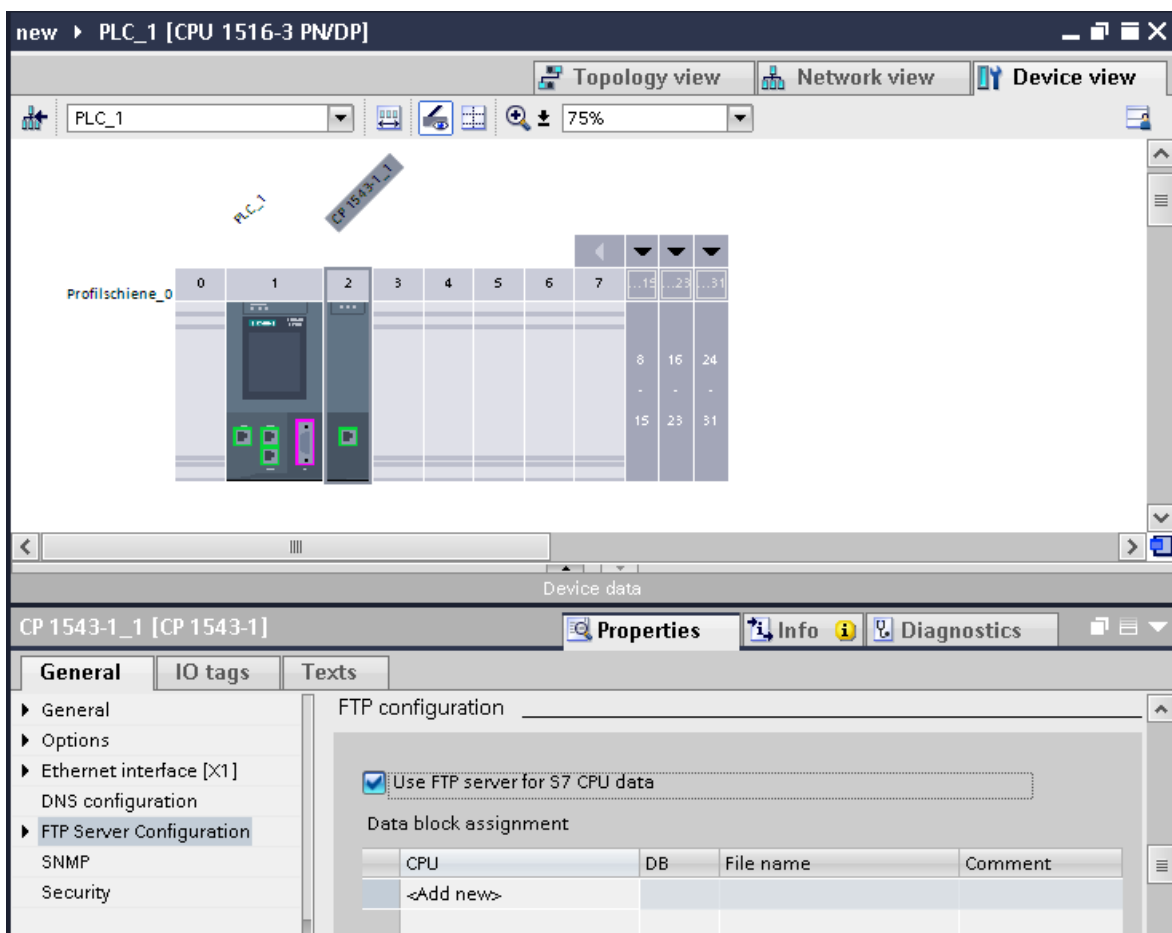 new ▸ PLC_1 [CPU 1516-3 PN/DP]
Topology view Network view Device view
PLC_1 75%
PLC_1 CP 1543-1_1
Profilschiene_0 0 1 2 3 4 5 6 7 ...15 ...23 ...31
8 16 24
- - -
15 23 31
Device data
CP 1543-1_1 [CP 1543-1] Properties Info Diagnostics
General IO tags Texts
General
Options
Ethernet interface [X1]
DNS configuration
FTP Server Configuration
SNMP
Security
FTP configuration
Use FTP server for S7 CPU data
Data block assignment
CPU DB File name Comment
<Add new>